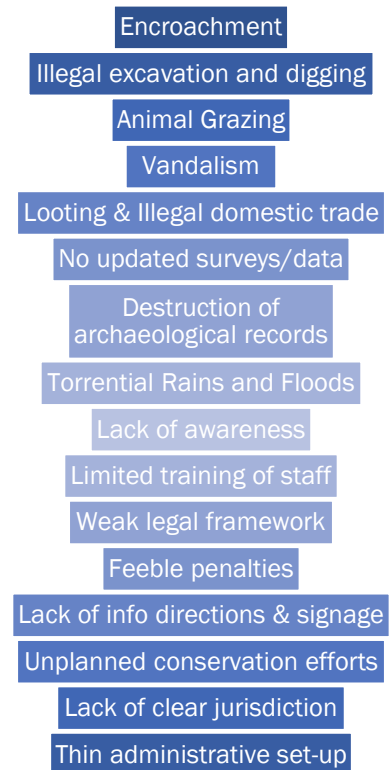 Encroachment
Illegal excavation and digging
Animal Grazing
Vandalism
Looting & Illegal domestic trade
No updated surveys/data
Destruction of
archaeological records
Torrential Rains and Floods
Lack of awareness
Limited training of staff
Weak legal framework
Feeble penalties
Lack of info directions & signage
Unplanned conservation efforts
Lack of clear jurisdiction
Thin administrative set-up